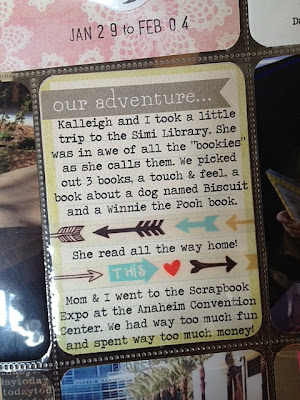 JAN 29 to FEB 04
our adventure...
Kalleigh and I took a little
trip to the Simi Library. She
was in awe of all the "bookies"
as she calls them. We picked
out 3 books, a touch & feel, a
book about a dog named Biscuit
and a Winnie the Pooh book.
She read all the way home!
THIS
Mom & I went to the Scrapbook
Expo at the Anaheim Convention
Center. We had way too much fun
and spent way too much money!